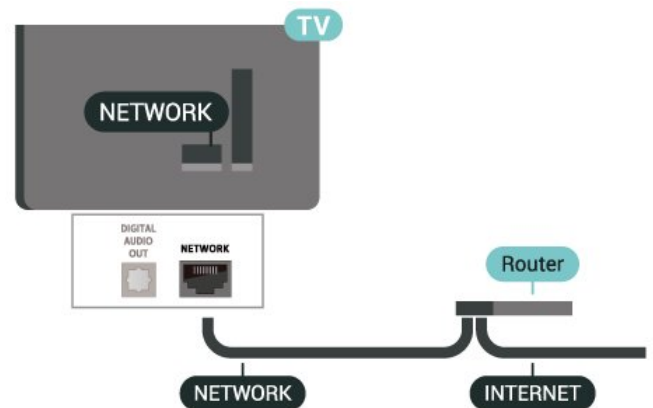 TV
NETWORK
DIGITAL
AUDIO
OUT
NETWORK
Router
NETWORK
INTERNET